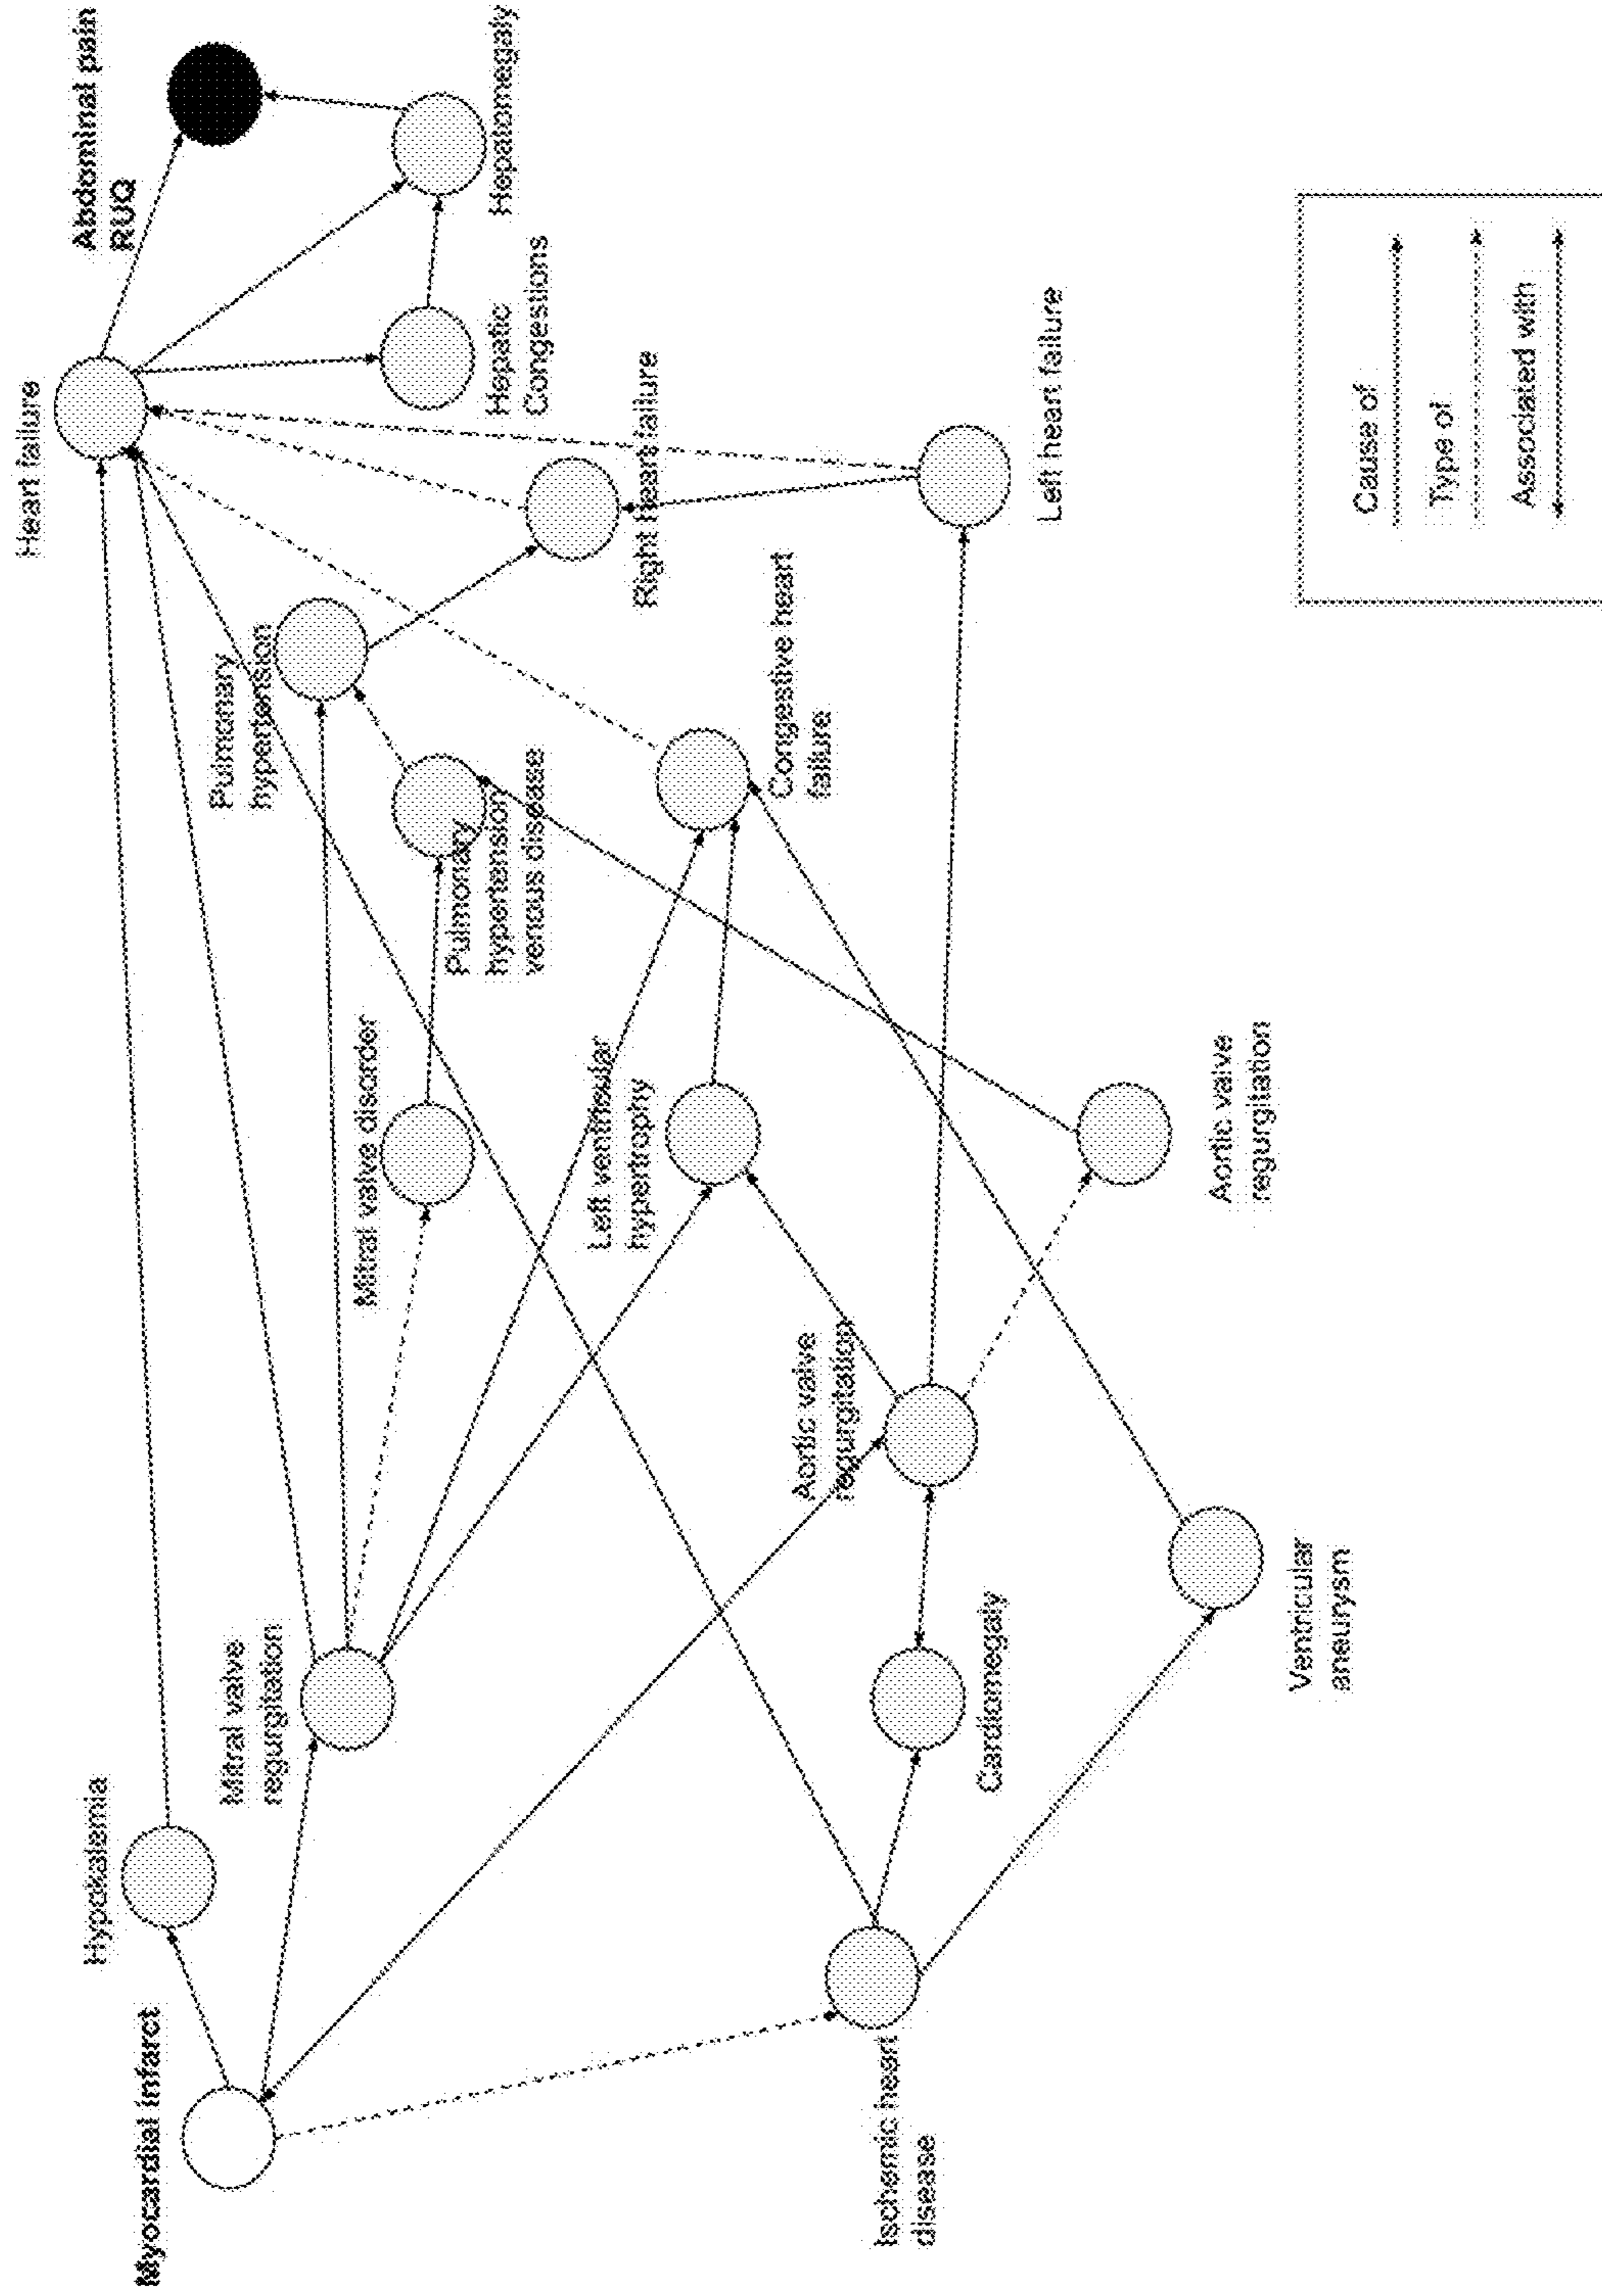 Myocardial infarct
Hypokalemia
Mitral valve
regurgitation
Heart failure
Abdominal pain
RUQ
Hepatomegaly
Hepatic
Congestions
Pulmonary
hypertension
Pulmonary
hypertension
venous disease
Mitral valve disorder
Right heart failure
Left ventricular
hypertrophy
Congestive heart
failure
Left heart failure
Aortic valve
regurgitation
Aortic valve
regurgitation
Ischemic heart
disease
Cardiomegaly
Ventricular
aneurysm
Cause of
Type of
Associated with